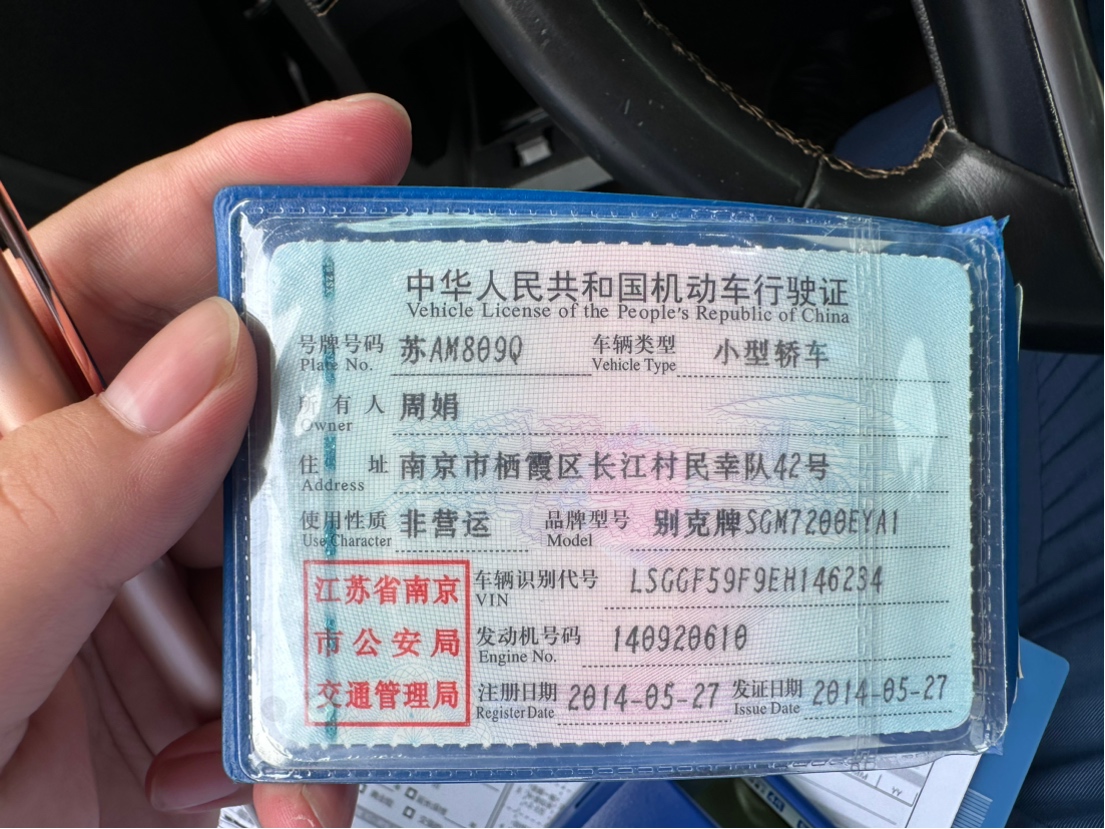 中华人民共和国机动车行驶证
Vehicle License of the People's Republic of China
号牌号码 苏AM809Q 车辆类型 小型轿车
Plate No. Vehicle Type
所有人 周娟
Owner
住址 南京市栖霞区长江村民幸队42号
Address
使用性质 非营运 品牌型号 别克牌SGM7200EYA1
Use Character Model
江苏省南京
市公安局
交通管理局
车辆识别代号 LSGGF59F9EH146234
VIN
发动机号码 140920610
Engine No.
注册日期 2014-05-27 发证日期 2014-05-27
Register Date Issue Date
YY